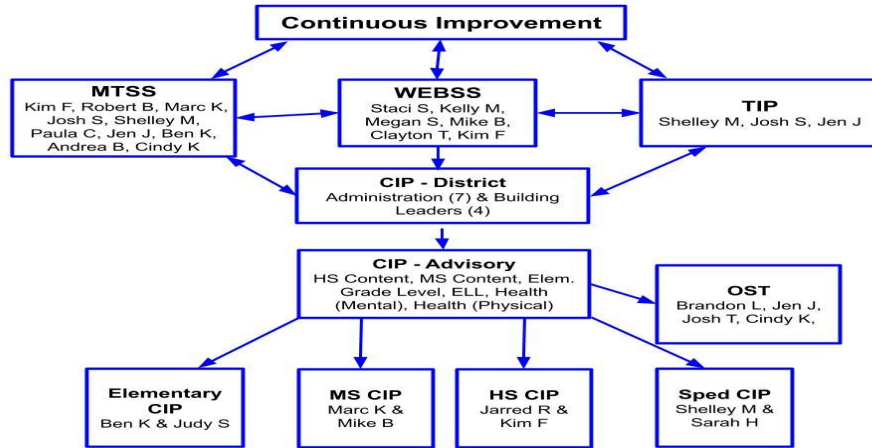 Continuous Improvement
MTSS
Kim F, Robert B, Marc K,
Josh S, Shelley M,
Paula C, Jen J, Ben K,
Andrea B, Cindy K
WEBSS
Staci S, Kelly M,
Megan S, Mike B,
Clayton T, Kim F
TIP
Shelley M, Josh S, Jen J
CIP - District
Administration (7) & Building
Leaders (4)
CIP - Advisory
HS Content, MS Content, Elem.
Grade Level, ELL, Health
(Mental), Health (Physical)
OST
Brandon L, Jen J,
Josh T, Cindy K,
Elementary
CIP
Ben K & Judy S
MS CIP
Marc K &
Mike B
HS CIP
Jarred R &
Kim F
Sped CIP
Shelley M &
Sarah H